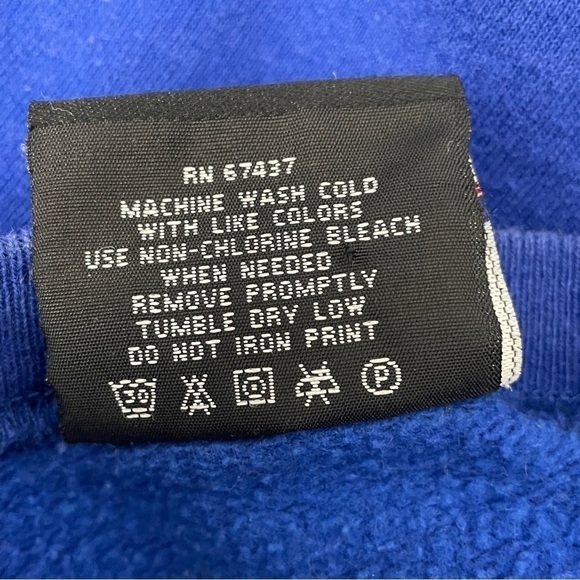 RN 67437
MACHINE WASH COLD
WITH LIKE COLORS
USE NON-CHLORINE BLEACH
WHEN NEEDED
REMOVE PROMPTLY
TUMBLE DRY LOW
DO NOT IRON PRINT
30 P